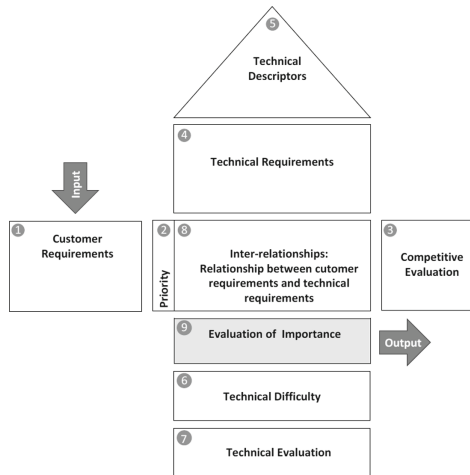 5
Technical
Descriptors
4
Technical Requirements
Input
1
Customer
Requirements
2
Priority
8
Inter-relationships:
Relationship between cutomer
requirements and technical
requirements
3
Competitive
Evaluation
9
Evaluation of Importance
Output
6
Technical Difficulty
7
Technical Evaluation